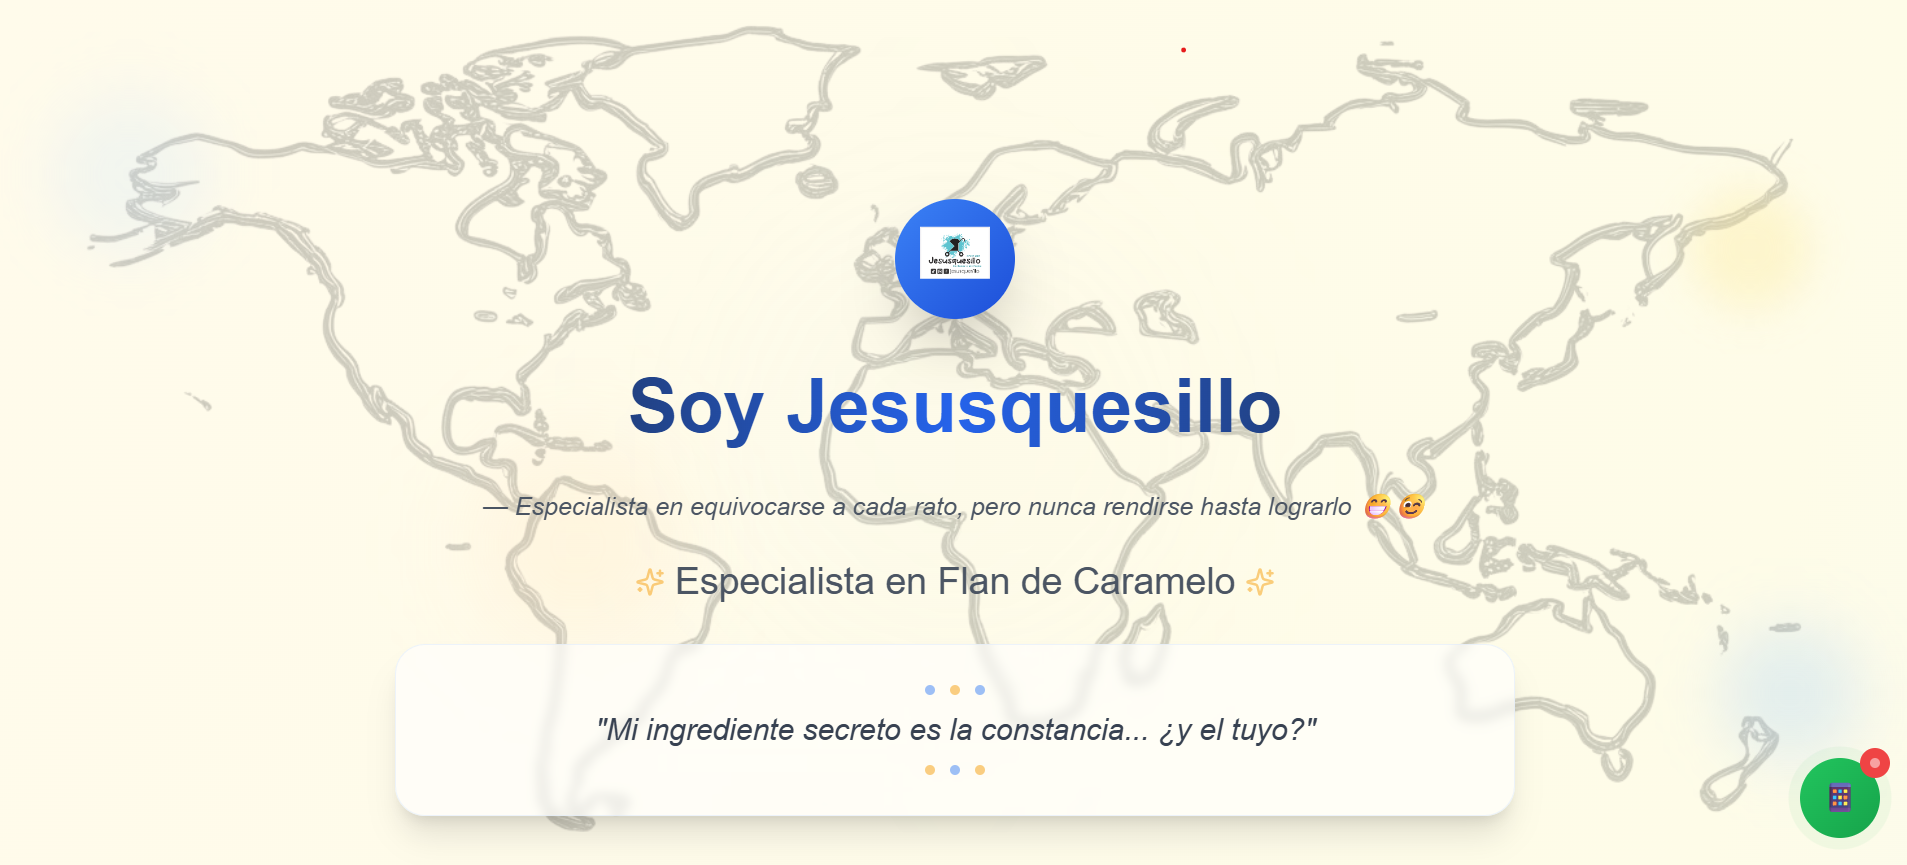 Jesusquesillo
jesusquesillo
Soy Jesusquesillo
— Especialista en equivocarse a cada rato, pero nunca rendirse hasta lograrlo 😁😉
✨ Especialista en Flan de Caramelo ✨
"Mi ingrediente secreto es la constancia... ¿y el tuyo?"